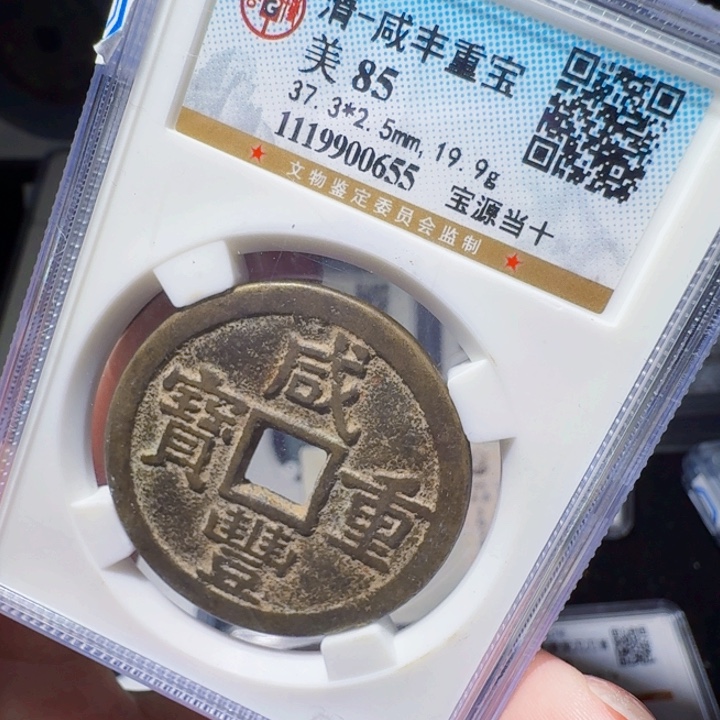 清-咸丰重宝
美 85
37.3*2.5mm, 19.9g
1119900655 宝源当十
文物鉴定委员会监制
咸
豐
重
寶